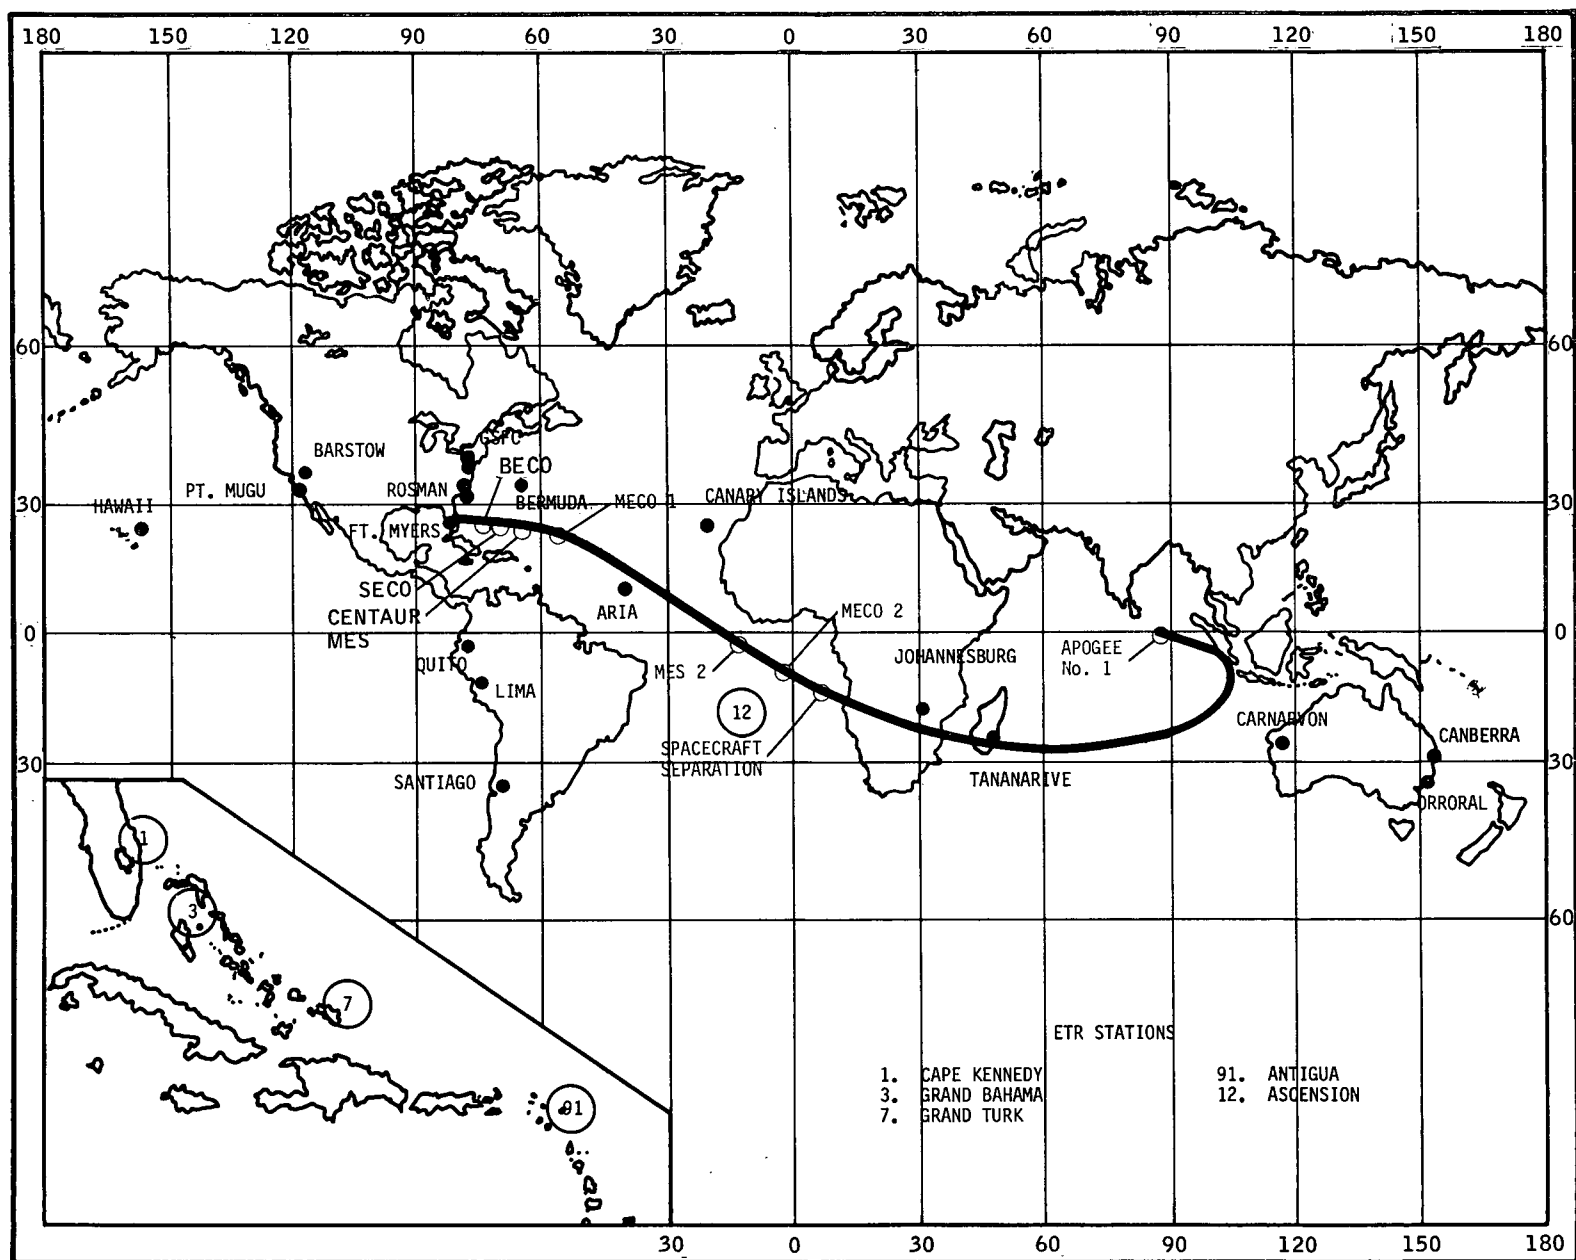 180 150 120 90 60 30 0 30 60 90 120 150 180
60 60
GSFC
BARSTOW
BECO
PT. MUGU
ROSMAN
BERMUDA
MECO 1
CANARY ISLANDS
HAWAII
30 30
FT. MYERS
SECO
CENTAUR
MES
ARIA
MECO 2
0 0
QUITO
MES 2
JOHANNESBURG
APOGEE
No. 1
LIMA
12
CARNARVON
SPACECRAFT
SEPARATION
CANBERRA
30 30
SANTIAGO
TANANARIVE
ORRORAL
1
3
60
7
ETR STATIONS
1. CAPE KENNEDY 91. ANTIGUA
3. GRAND BAHAMA 12. ASCENSION
7. GRAND TURK
91
30 0 30 60 90 120 150 180